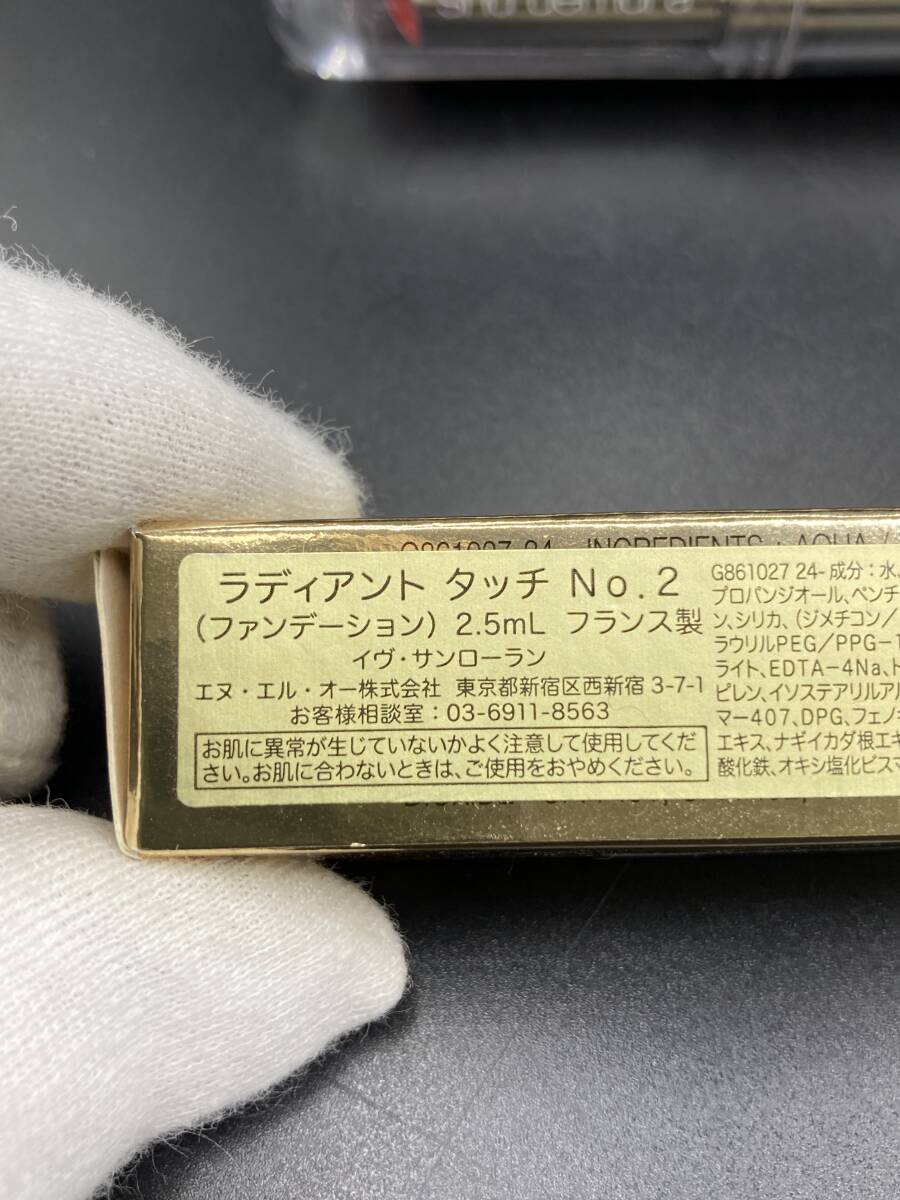 shu uemura
G861027 24 INGREDIENTS : AQUA /
ラディアント タッチ No.2
(ファンデーション) 2.5mL フランス製
イヴ・サンローラン
エヌ・エル・オー株式会社 東京都新宿区西新宿 3-7-1
お客様相談室：03-6911-8563
お肌に異常が生じていないかよく注意して使用してくだ
さい。お肌に合わないときは、ご使用をおやめください。
G861027 24-成分：水、
プロパンジオール、ペンチ
ン、シリカ、(ジメチコン/
ラウリルPEG/PPG-1
ライト、EDTA-4Na、ト
ピレン、イソステアリルアル
マー407、DPG、フェノキ
エキス、ナギイカダ根エキ
酸化鉄、オキシ塩化ビスマ